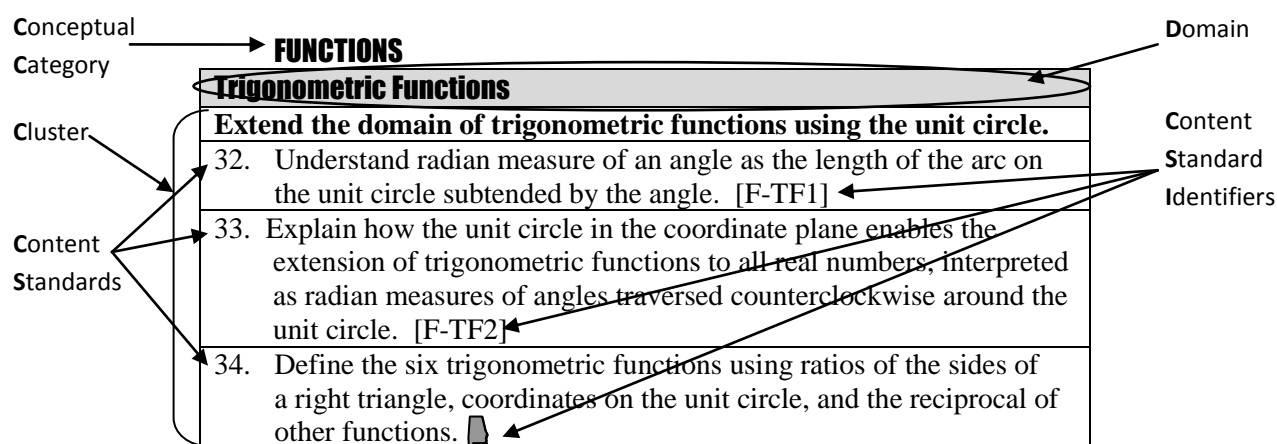 Conceptual
Category
FUNCTIONS
Domain
Trigonometric Functions
Cluster
Extend the domain of trigonometric functions using the unit circle.
Content
Standard
Identifiers
32. Understand radian measure of an angle as the length of the arc on
the unit circle subtended by the angle. [F-TF1]
Content
Standards
33. Explain how the unit circle in the coordinate plane enables the
extension of trigonometric functions to all real numbers, interpreted
as radian measures of angles traversed counterclockwise around the
unit circle. [F-TF2]
34. Define the six trigonometric functions using ratios of the sides of
a right triangle, coordinates on the unit circle, and the reciprocal of
other functions.